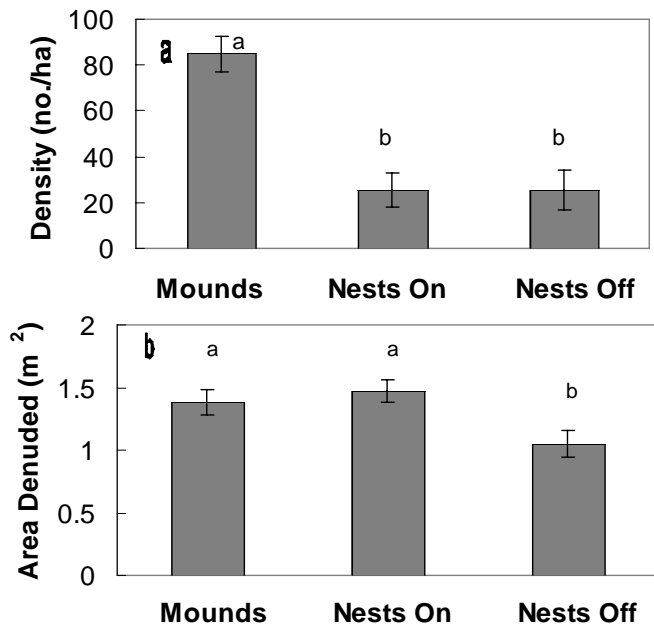 100
80
60
40
20
0
Density (no./ha)
a
a
b
b
Mounds Nests On Nests Off
2
1.5
1
0.5
0
Area Denuded (m 2)
b
a
a
b
Mounds Nests On Nests Off